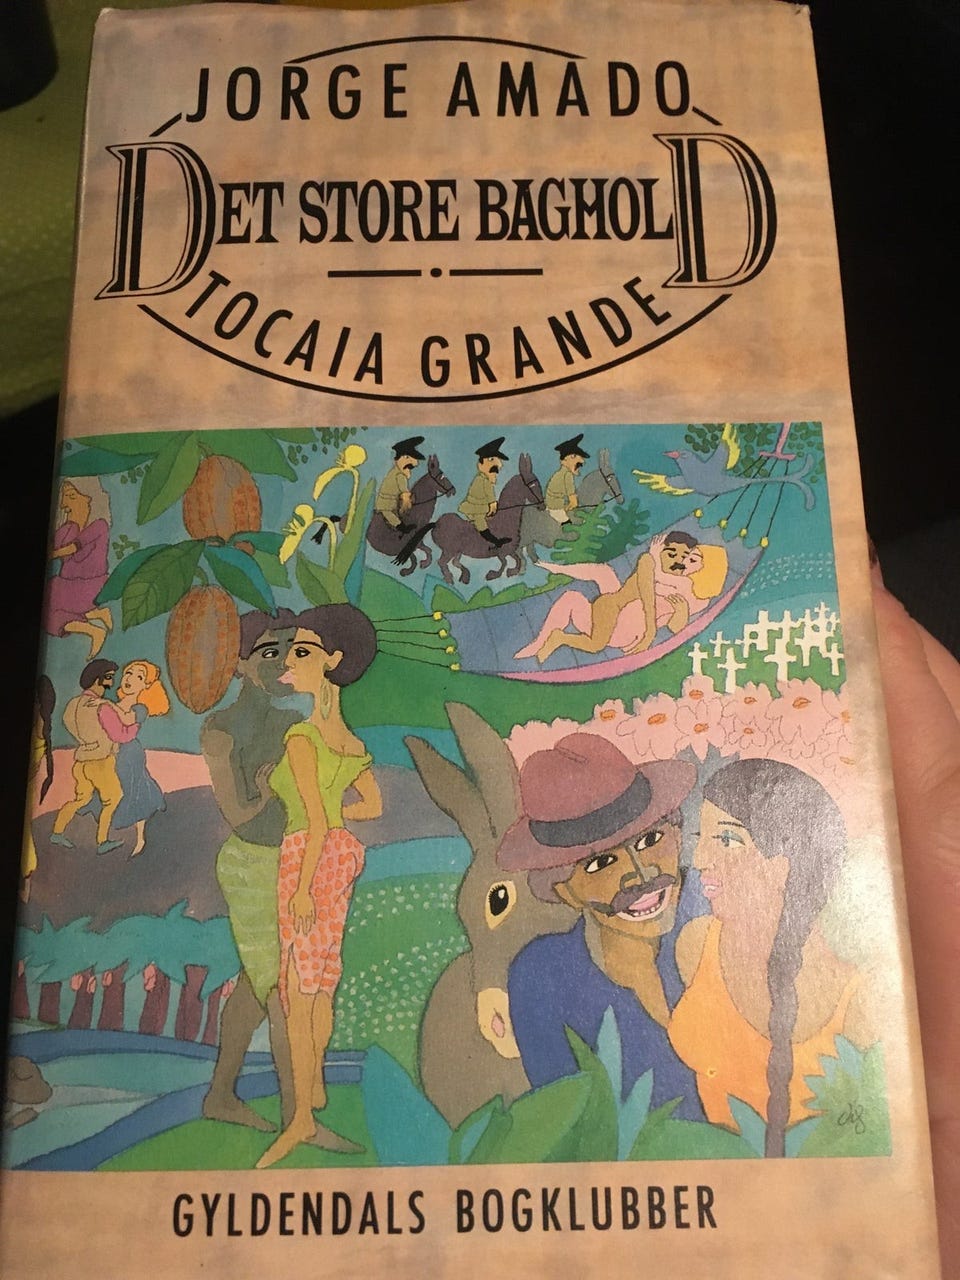 JORGE AMADO
DET STORE BAGHOLD
TOCAIA GRANDE
GYLDENDALS BOGKLUBBER